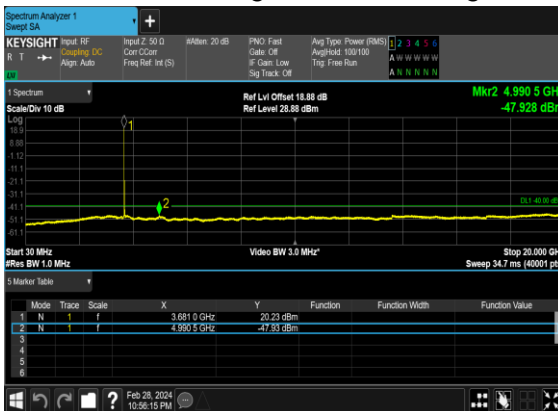 Spectrum Analyzer 1
Swept SA
KEYSIGHT Input: RF Input Z: 50 Ω #Atten: 20 dB PNO: Fast Avg Type: Power (RMS) 1 2 3 4 5 6
R T Coupling: DC Corr CCorr Gate: Off Avg|Hold: 100/100 A W W W W W
Align: Auto Freq Ref: Int (S) IF Gain: Low Trig: Free Run
Sig Track: Off A N N N N N
1 Spectrum
Ref Lvl Offset 18.88 dB Mkr2 4.990 5 GH
Scale/Div 10 dB Ref Level 28.88 dBm -47.928 dBr
Log
18.9
8.88
-1.12
-11.1
-21.1
-31.1
-41.1
-51.1
-61.1
1
2
DL1 -40.00 dB
Start 30 MHz Video BW 3.0 MHz* Stop 20.000 GH
#Res BW 1.0 MHz Sweep 34.7 ms (40001 pt
5 Marker Table
Mode Trace Scale X Y Function Function Width Function Value
1 N 1 f 3.681 0 GHz 20.23 dBm
2 N 1 f 4.990 5 GHz -47.93 dBm
3
4
5
6
? Feb 28, 2024
10:56:15 PM